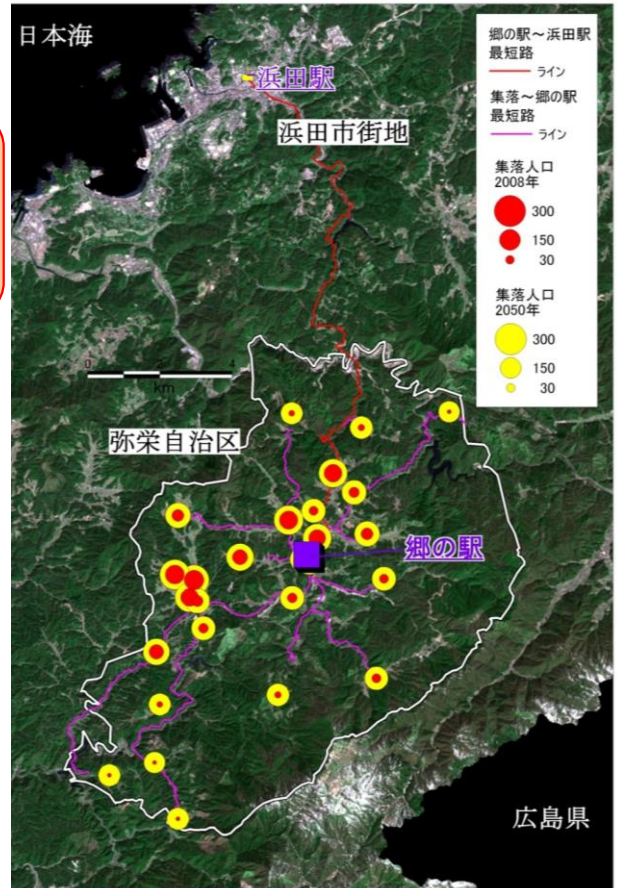 日本海
浜田駅
浜田市街地
郷の駅～浜田駅
最短路
ライン
集落～郷の駅
最短路
ライン
集落人口
2008年
300
150
30
集落人口
2050年
300
150
30
0 4
km
弥栄自治区
郷の駅
広島県